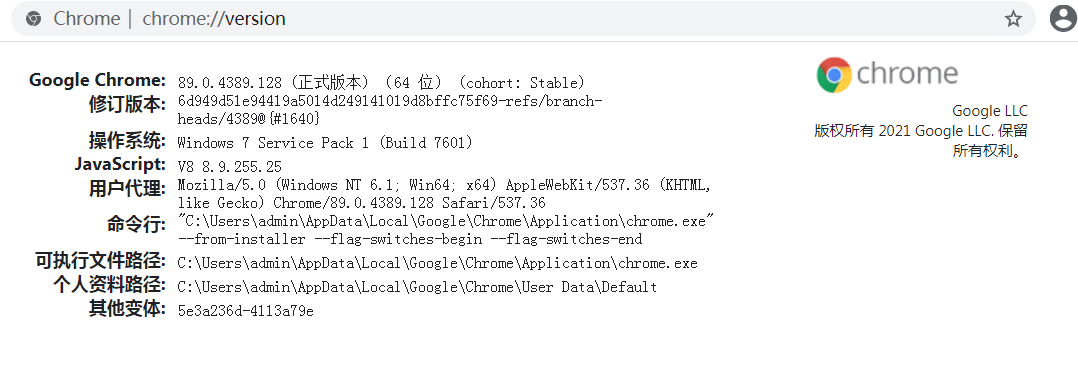 Chrome | chrome://version
chrome
Google Chrome: 89.0.4389.128 (正式版本) (64 位) (cohort: Stable)
修订版本: 6d949d51e94419a5014d249141019d8bffc75f69-refs/branch-
heads/4389@{#1640}
操作系统: Windows 7 Service Pack 1 (Build 7601)
JavaScript: V8 8.9.255.25
用户代理: Mozilla/5.0 (Windows NT 6.1; Win64; x64) AppleWebKit/537.36 (KHTML,
like Gecko) Chrome/89.0.4389.128 Safari/537.36
命令行: "C:\Users\admin\AppData\Local\Google\Chrome\Application\chrome.exe"
--from-installer --flag-switches-begin --flag-switches-end
可执行文件路径: C:\Users\admin\AppData\Local\Google\Chrome\Application\chrome.exe
个人资料路径: C:\Users\admin\AppData\Local\Google\Chrome\User Data\Default
其他变体: 5e3a236d-4113a79e
Google LLC
版权所有 2021 Google LLC. 保留
所有权利。